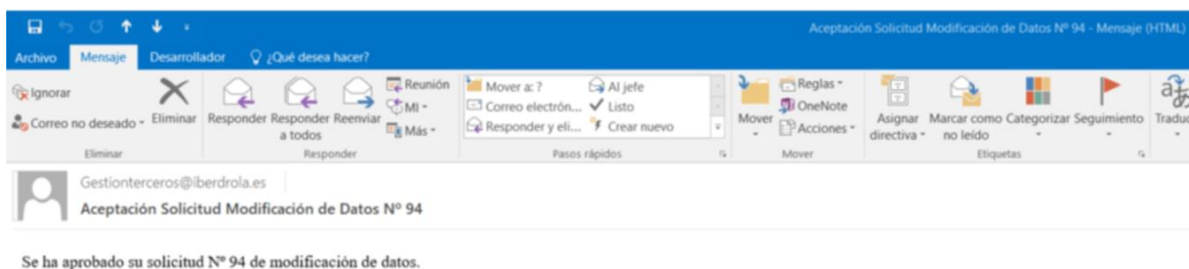 Aceptación Solicitud Modificación de Datos Nº 94 - Mensaje (HTML)
Archivo Mensaje Desarrollador ¿Qué desea hacer?
Ignorar
Correo no deseado
Eliminar
Responder
Responder a todos
Reenviar
Reunión
MI
Más
Mover a: ?
Correo electrón...
Responder y eli...
Al jefe
Listo
Crear nuevo
Mover
Reglas
OneNote
Acciones
Asignar directiva
Marcar como no leído
Categorizar
Seguimiento
Traduc
Eliminar Responder Pasos rápidos Mover Etiquetas
Gestionterceros@iberdrola.es
Aceptación Solicitud Modificación de Datos Nº 94
Se ha aprobado su solicitud Nº 94 de modificación de datos.